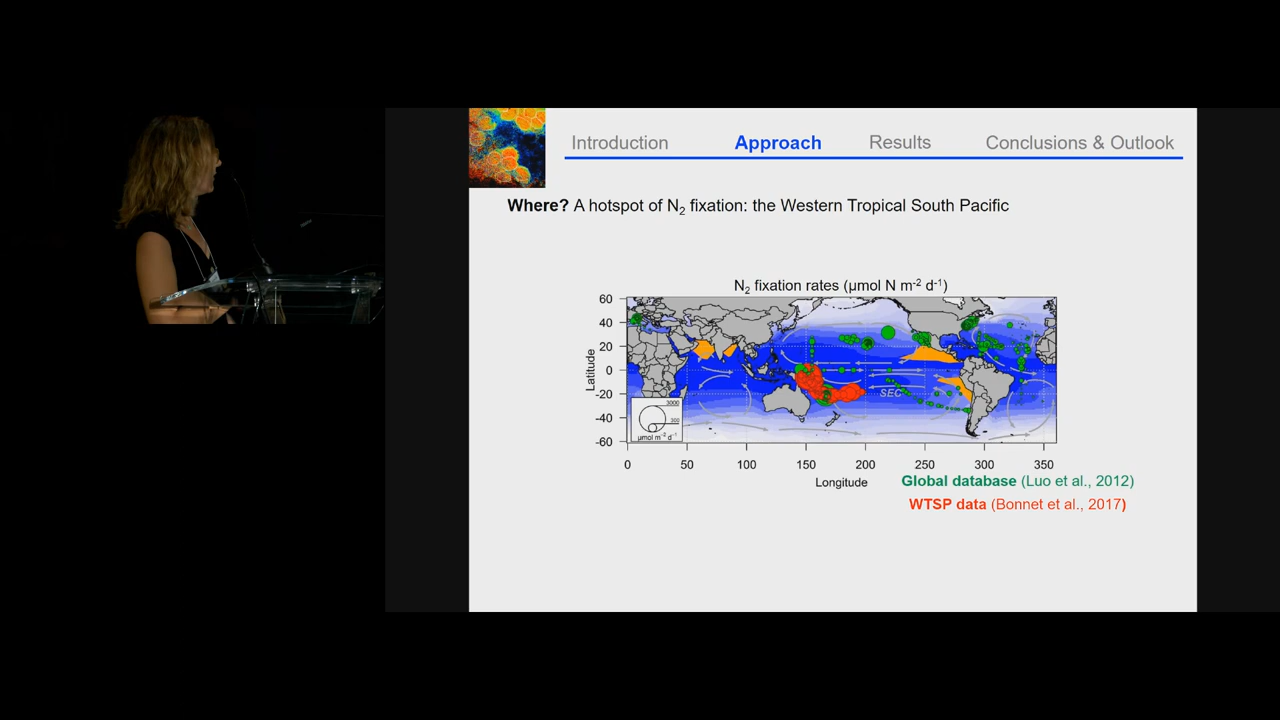 Introduction Approach Results Conclusions & Outlook
Where? A hotspot of N2 fixation: the Western Tropical South Pacific
N2 fixation rates (µmol N m-2 d-1)
60
40
20
0
-20
-40
-60
Latitude
SEC
3000
300
µmol m-2 d-1
0 50 100 150 200 250 300 350
Longitude
Global database (Luo et al., 2012)
WTSP data (Bonnet et al., 2017)